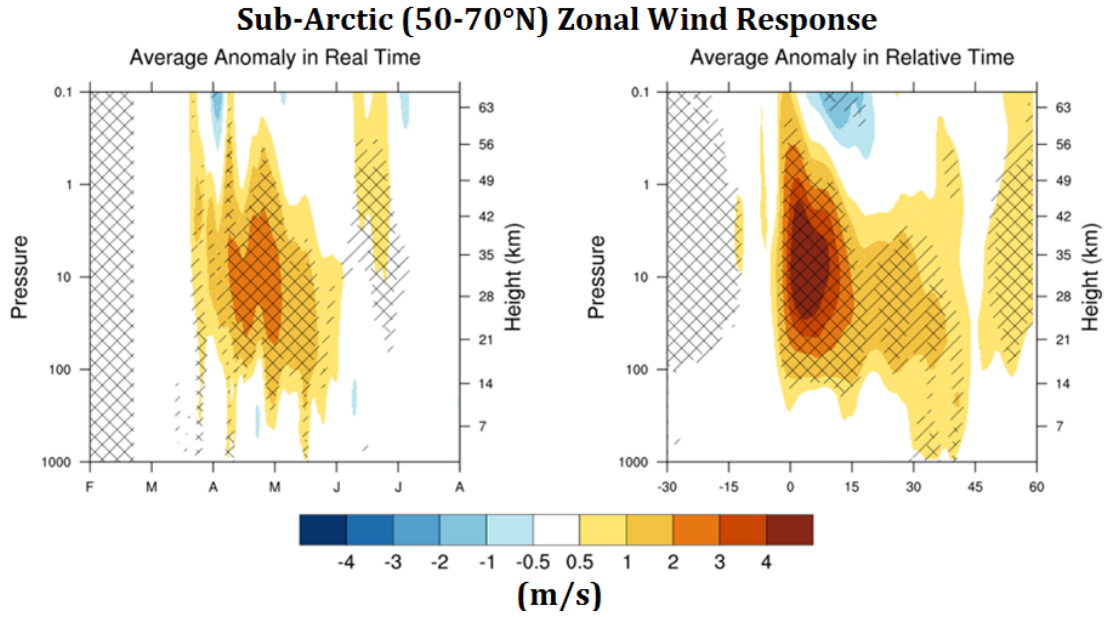 Sub-Arctic (50-70°N) Zonal Wind Response
Average Anomaly in Real Time
Average Anomaly in Relative Time
Pressure
0.1
1
10
100
1000
63
56
49
42
35
28
21
14
7
Height (km)
F M A M J J A
Pressure
0.1
1
10
100
1000
63
56
49
42
35
28
21
14
7
Height (km)
-30 -15 0 15 30 45 60
-4 -3 -2 -1 -0.5 0.5 1 2 3 4
(m/s)